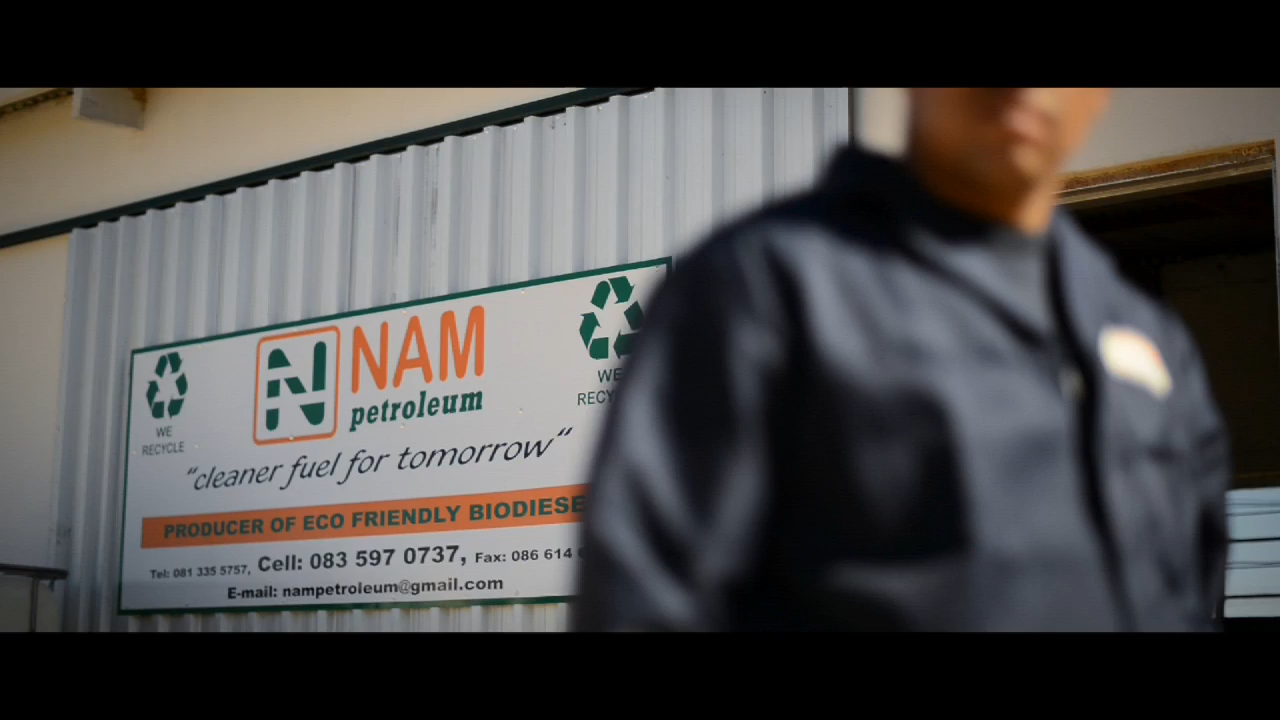 NAM
petroleum
WE
RECYCLE
WE
"cleaner fuel for tomorrow"
PRODUCER OF ECO FRIENDLY
Tel: 081 335 5757, Cell: 083 597 0737, Fax: 086 614
E-mail: nampetroleum@gmail.com